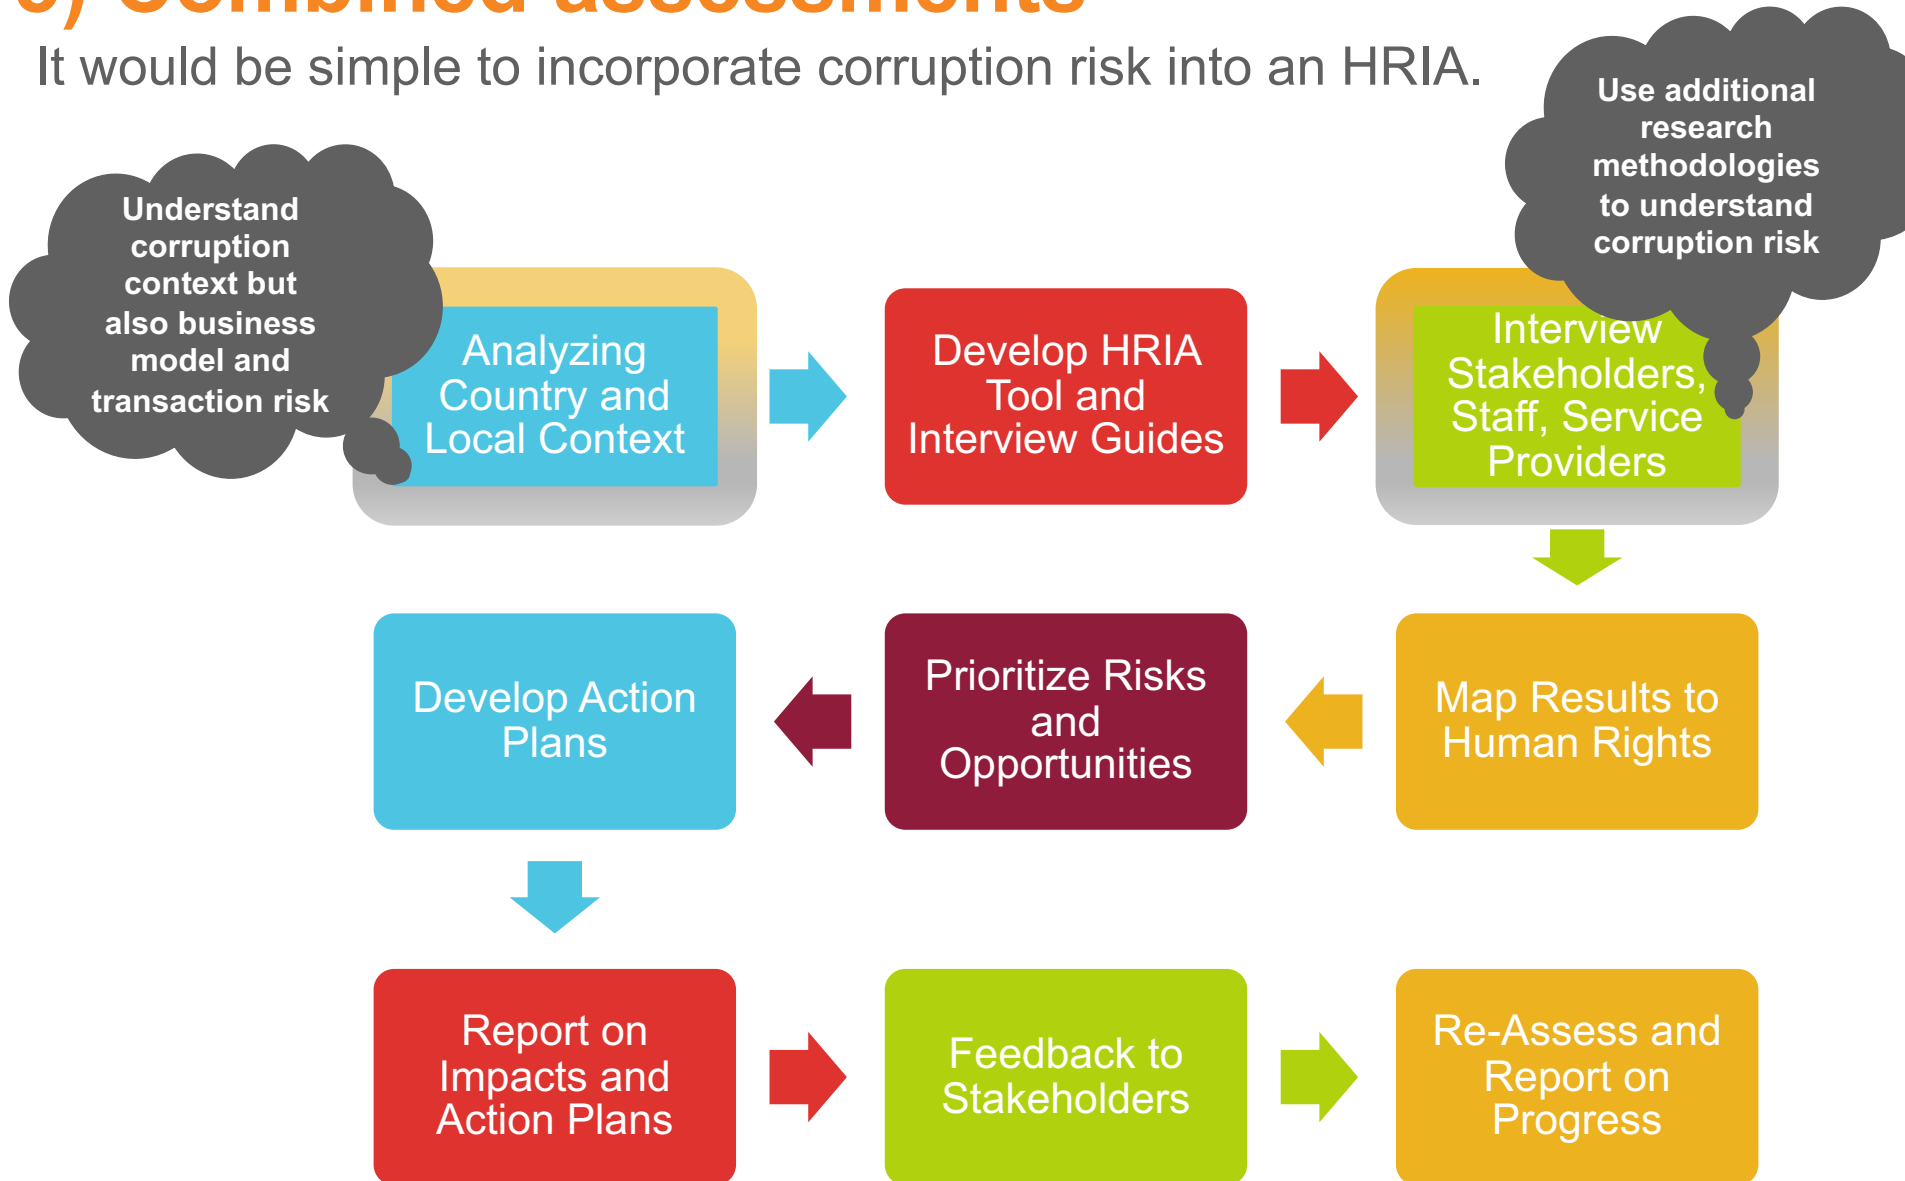 Combined assessments
It would be simple to incorporate corruption risk into an HRIA.
Use additional
research
methodologies
to understand
corruption risk
Understand
corruption
context but
also business
model and
transaction risk
Analyzing
Country and
Local Context
Develop HRIA
Tool and
Interview Guides
Interview
Stakeholders,
Staff, Service
Providers
Map Results to
Human Rights
Prioritize Risks
and
Opportunities
Develop Action
Plans
Report on
Impacts and
Action Plans
Feedback to
Stakeholders
Re-Assess and
Report on
Progress